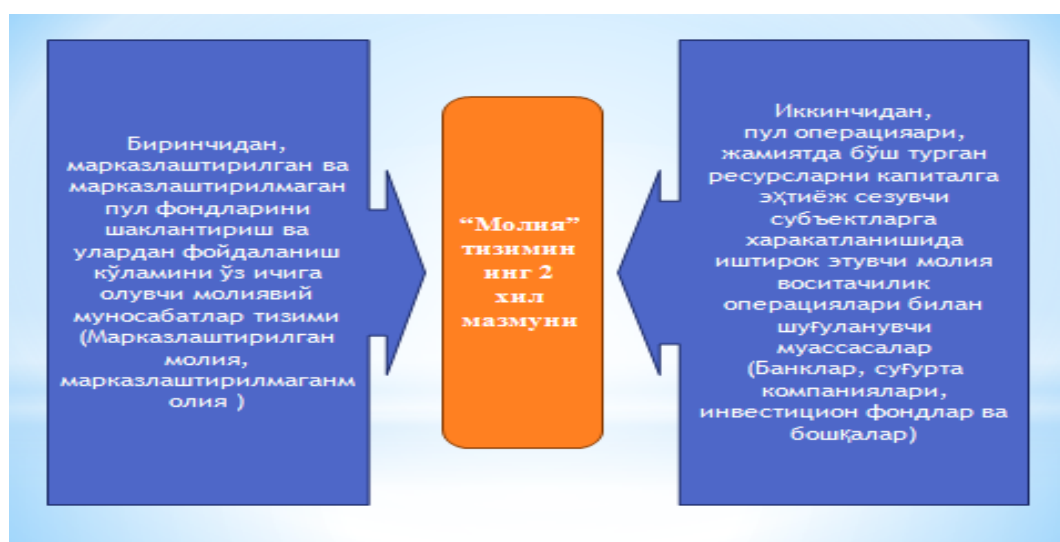 Биринчидан,
марказлаштирилган ва
марказлаштирилмаган
пул фондларини
шаклантириш ва
улардан фойдаланиш
кўламини ўз ичига
олувчи молиявий
муносабатлар тизими
(Марказлаштирилган
молия,
марказлаштирилмаганм
олия )
“Молия”
тизимин
инг 2
хил
мазмуни
Иккинчидан,
пул операцияари,
жамиятда бўш турган
ресурсларни капиталга
эҳтиёж сезувчи
субъектларга
харакатланишида
иштирок этувчи молия
воситачилик
операциялари билан
шуғуланувчи
муассасалар
(Банклар, суғурта
компаниялари,
инвестицион фондлар ва
бошқалар)